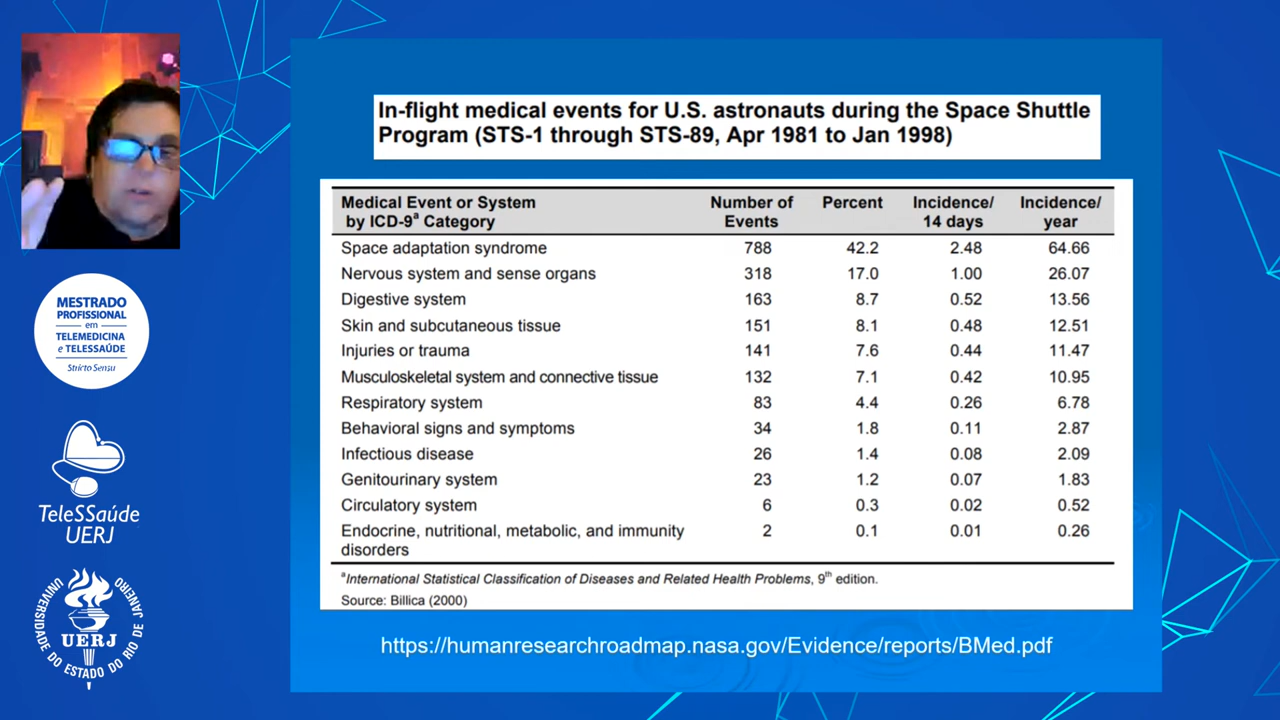 In-flight medical events for U.S. astronauts during the Space Shuttle
Program (STS-1 through STS-89, Apr 1981 to Jan 1998)
Medical Event or System by ICD-9a Category Number of Events Percent Incidence/ 14 days Incidence/ year
Space adaptation syndrome 788 42.2 2.48 64.66
Nervous system and sense organs 318 17.0 1.00 26.07
Digestive system 163 8.7 0.52 13.56
Skin and subcutaneous tissue 151 8.1 0.48 12.51
Injuries or trauma 141 7.6 0.44 11.47
Musculoskeletal system and connective tissue 132 7.1 0.42 10.95
Respiratory system 83 4.4 0.26 6.78
Behavioral signs and symptoms 34 1.8 0.11 2.87
Infectious disease 26 1.4 0.08 2.09
Genitourinary system 23 1.2 0.07 1.83
Circulatory system 6 0.3 0.02 0.52
Endocrine, nutritional, metabolic, and immunity 2 0.1 0.01 0.26
disorders
aInternational Statistical Classification of Diseases and Related Health Problems, 9th edition.
Source: Billica (2000)
https://humanresearchroadmap.nasa.gov/Evidence/reports/BMed.pdf
MESTRADO
PROFISSIONAL
em
TELEMEDICINA
e TELESSAÚDE
Stricto Sensu
TeleSSaúde
UERJ
UERJ
UNIVERSIDADE DO ESTADO DO RIO DE JANEIRO